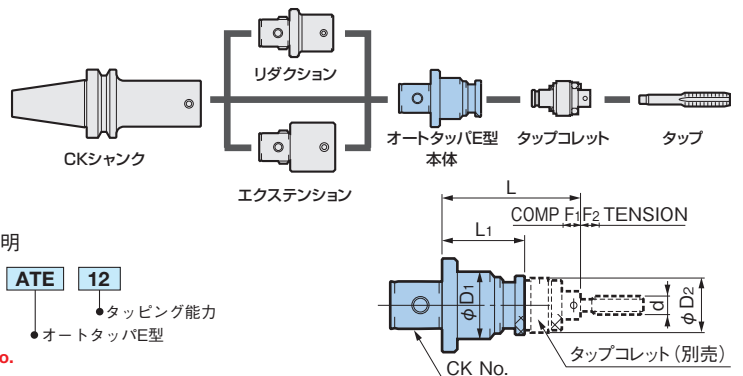 リダクション
CKシャンク
エクステンション
オートタッパE型
本体
タップコレット
タップ
明
ATE 12
タッピング能力
オートタッパE型
o.
L
COMP F1 F2 TENSION
L1
φD1
d
φD2
タップコレット(別売)
CK No.